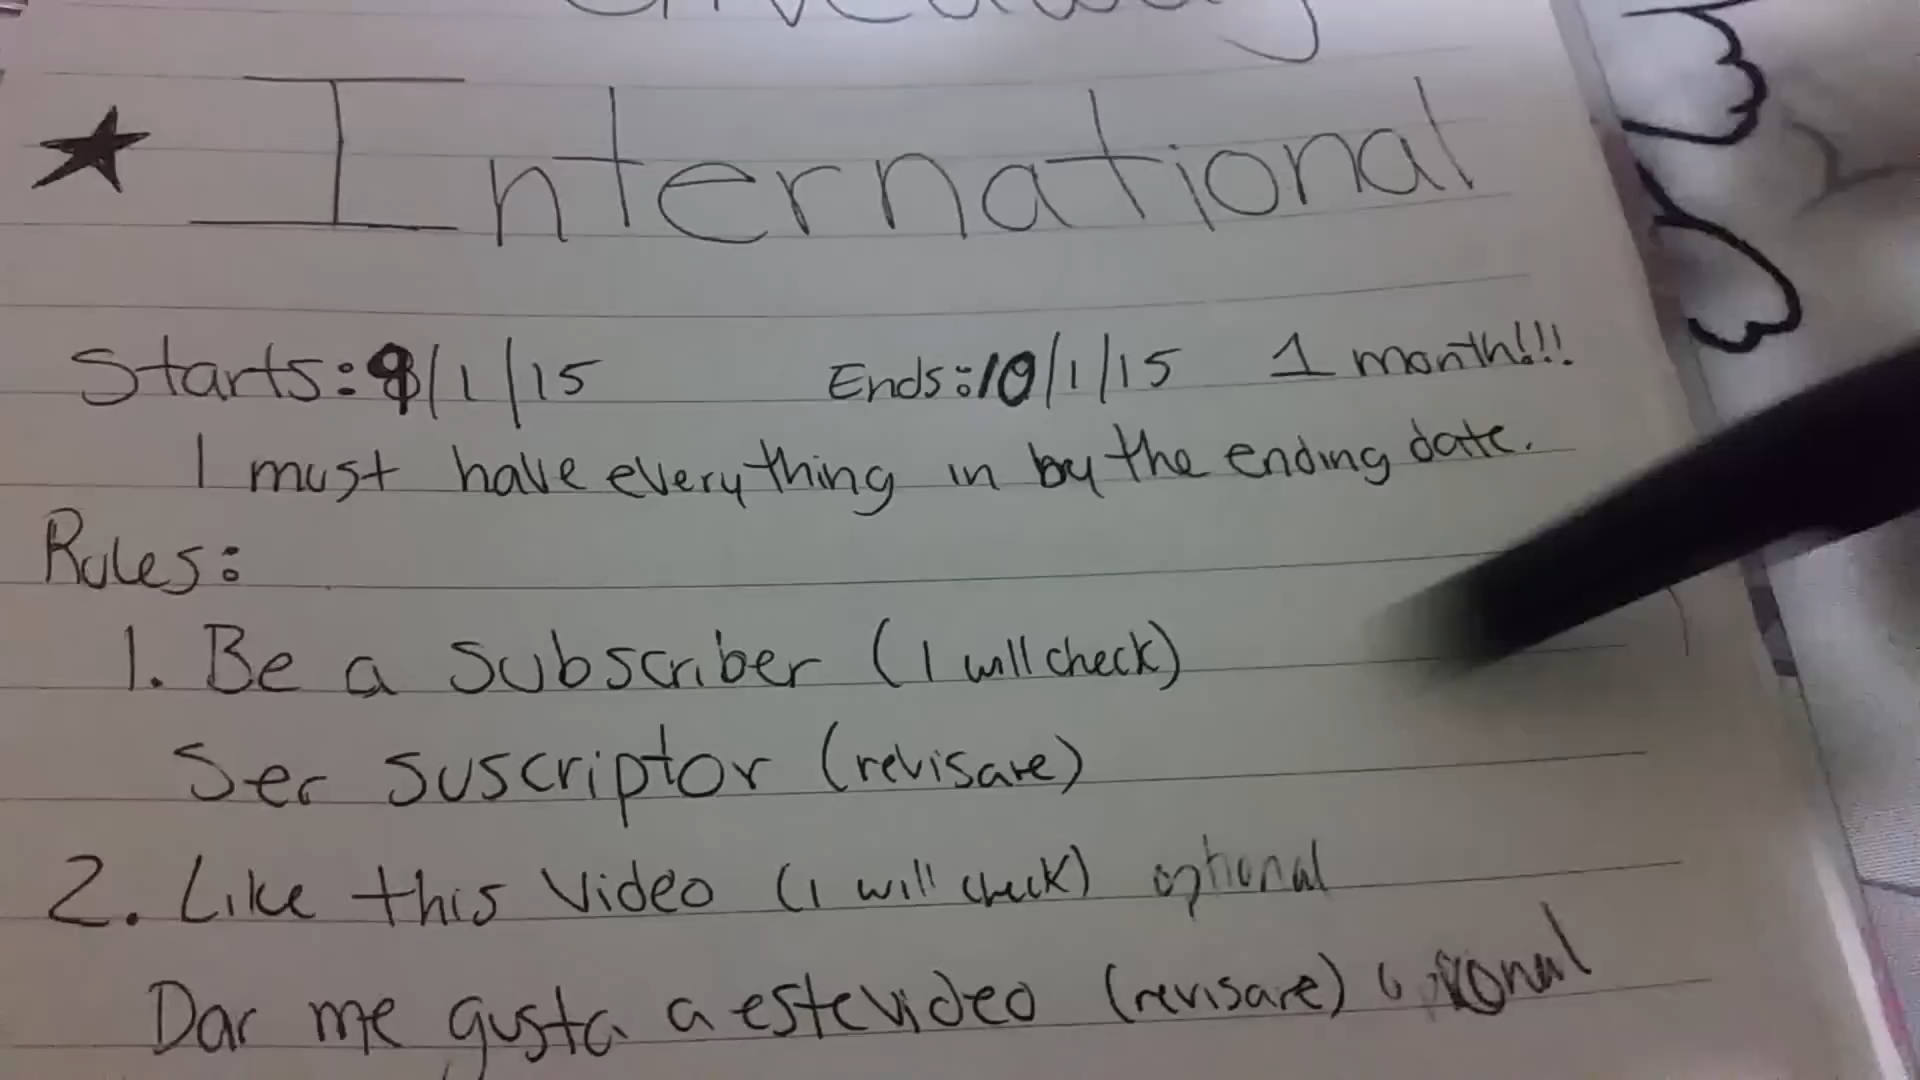 Giveaway
International
Starts: 9/1/15 Ends: 10/1/15 1 month!!!
I must have everything in by the ending date.
Rules:
1. Be a subscriber (I will check)
Ser suscriptor (revisare)
2. Like this video (I will check) optional
Dar me gusta a este video (revisare)